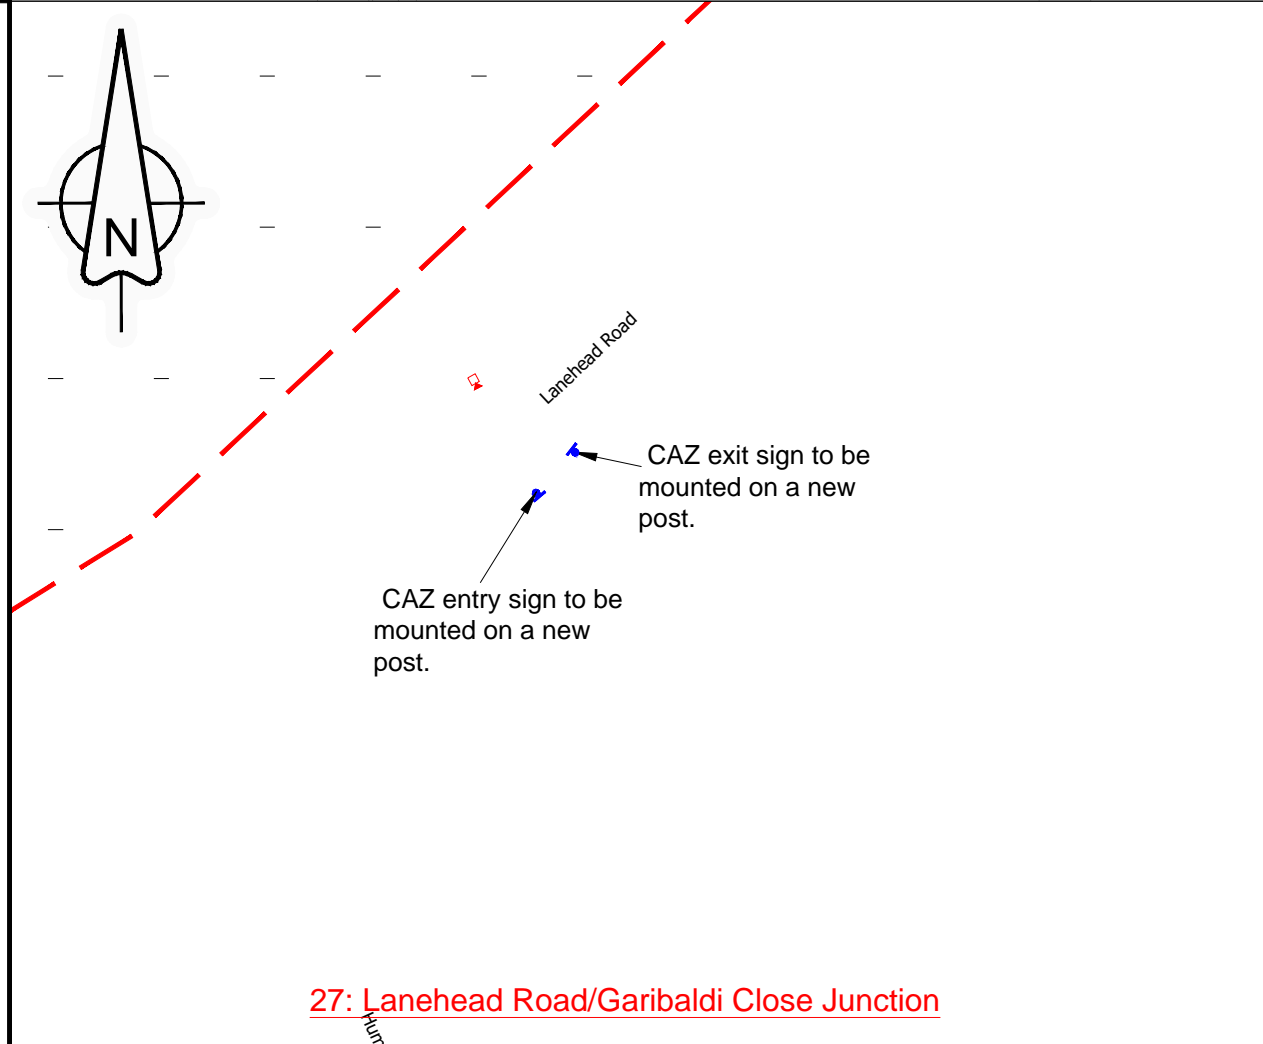 N
Lanehead Road
CAZ exit sign to be
mounted on a new
post.
CAZ entry sign to be
mounted on a new
post.
27: Lanehead Road/Garibaldi Close Junction
Hum